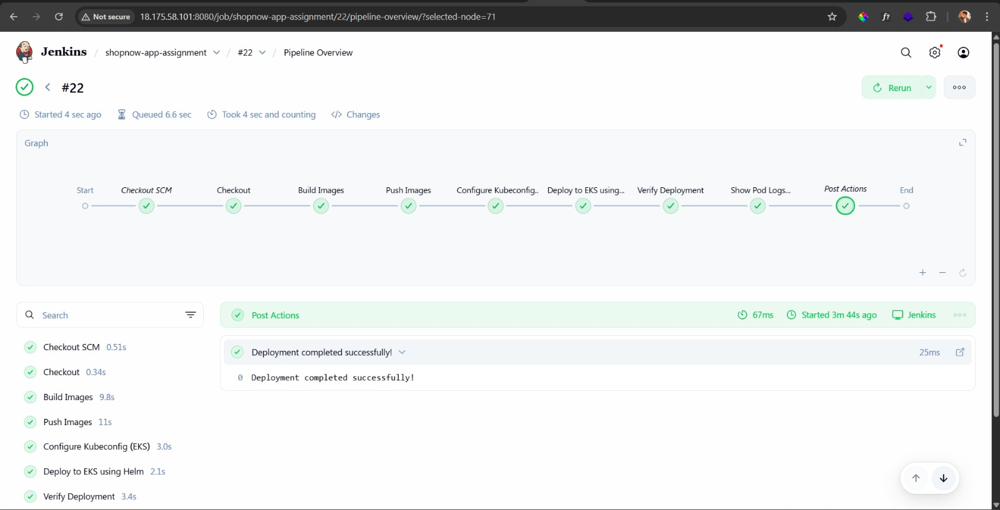 Not secure 18.175.58.101:8080/job/shopnow-app-assignment/22/pipeline-overview/?selected-node=71
f?
Jenkins / shopnow-app-assignment / #22 / Pipeline Overview
#22
Rerun
Started 4 sec ago Queued 6.6 sec Took 4 sec and counting </> Changes
Graph
Start Checkout SCM Checkout Build Images Push Images Configure Kubeconfig.. Deploy to EKS using... Verify Deployment Show Pod Logs... Post Actions End
Search
Post Actions 67ms Started 3m 44s ago Jenkins
Checkout SCM 0.51s
Deployment completed successfully! 25ms
Checkout 0.34s
0 Deployment completed successfully!
Build Images 9.8s
Push Images 11s
Configure Kubeconfig (EKS) 3.0s
Deploy to EKS using Helm 2.1s
Verify Deployment 3.4s